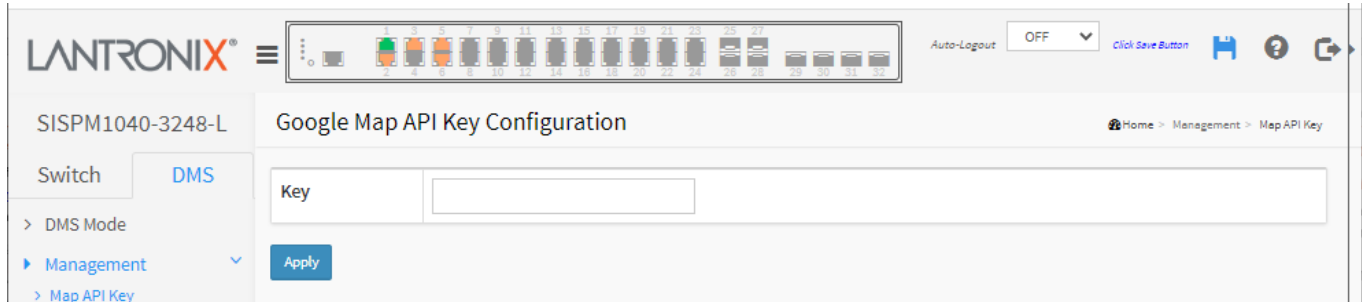 1 3 5 7 9 11 13 15 17 19 21 23 25 27
LANTRONIX® Auto-Logout OFF Click Save Button
2 4 6 8 10 12 14 16 18 20 22 24 26 28 29 30 31 32
SISPM1040-3248-L Google Map API Key Configuration Home > Management > Map API Key
Switch DMS
Key
> DMS Mode
Management Apply
> Map API Key